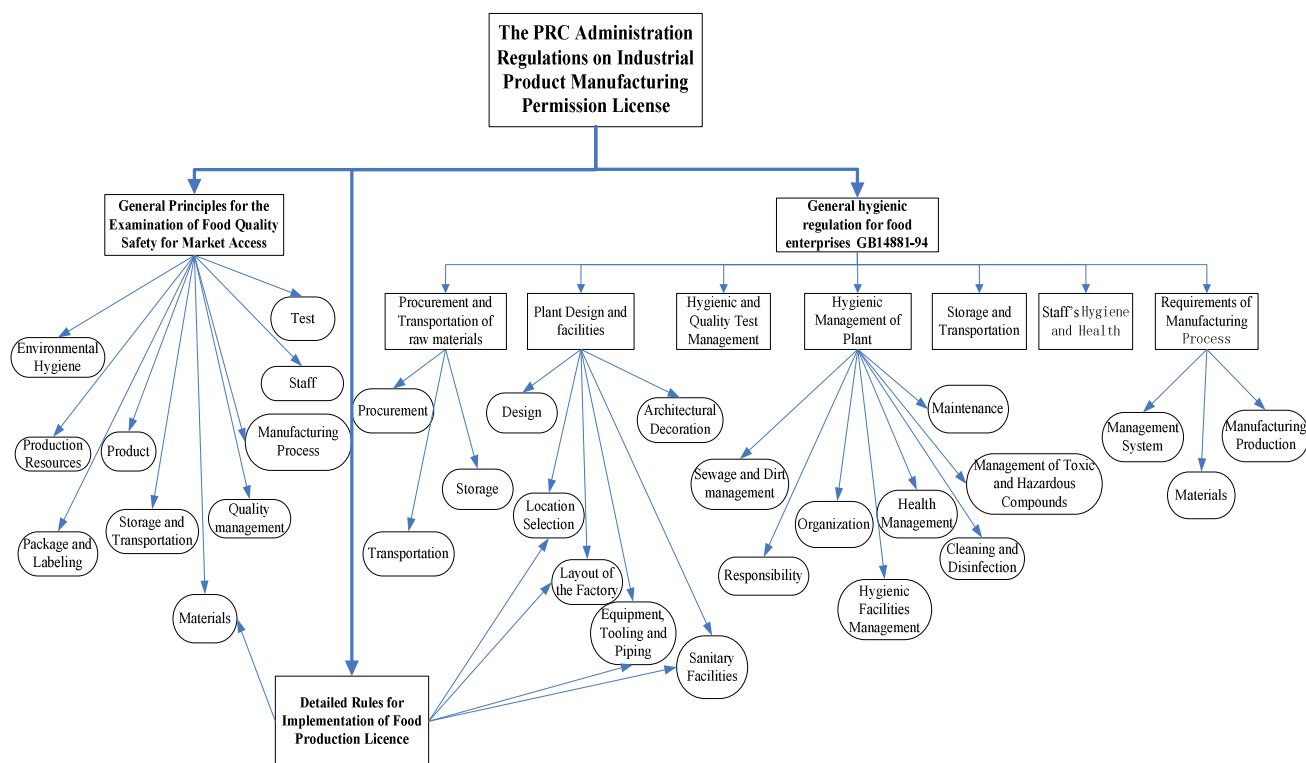 The PRC Administration
Regulations on Industrial
Product Manufacturing
Permission License
General Principles for the
Examination of Food Quality
Safety for Market Access
General hygienic
regulation for food
enterprises GB14881-94
Procurement and
Transportation of
raw materials
Plant Design and
facilities
Hygienic and
Quality Test
Management
Hygienic
Management of
Plant
Storage and
Transportation
Staff's Hygiene
and Health
Requirements of
Manufacturing
Process
Test
Environmental
Hygiene
Staff
Manufacturing
Process
Production
Resources
Product
Quality
management
Storage and
Transportation
Package and
Labeling
Materials
Procurement
Storage
Transportation
Design
Architectural
Decoration
Location
Selection
Layout of
the Factory
Equipment,
Tooling and
Piping
Sanitary
Facilities
Maintenance
Sewage and Dirt
management
Management of Toxic
and Hazardous
Compounds
Organization
Health
Management
Cleaning and
Disinfection
Responsibility
Hygienic
Facilities
Management
Management
System
Manufacturing
Production
Materials
Detailed Rules for
Implementation of Food
Production Licence